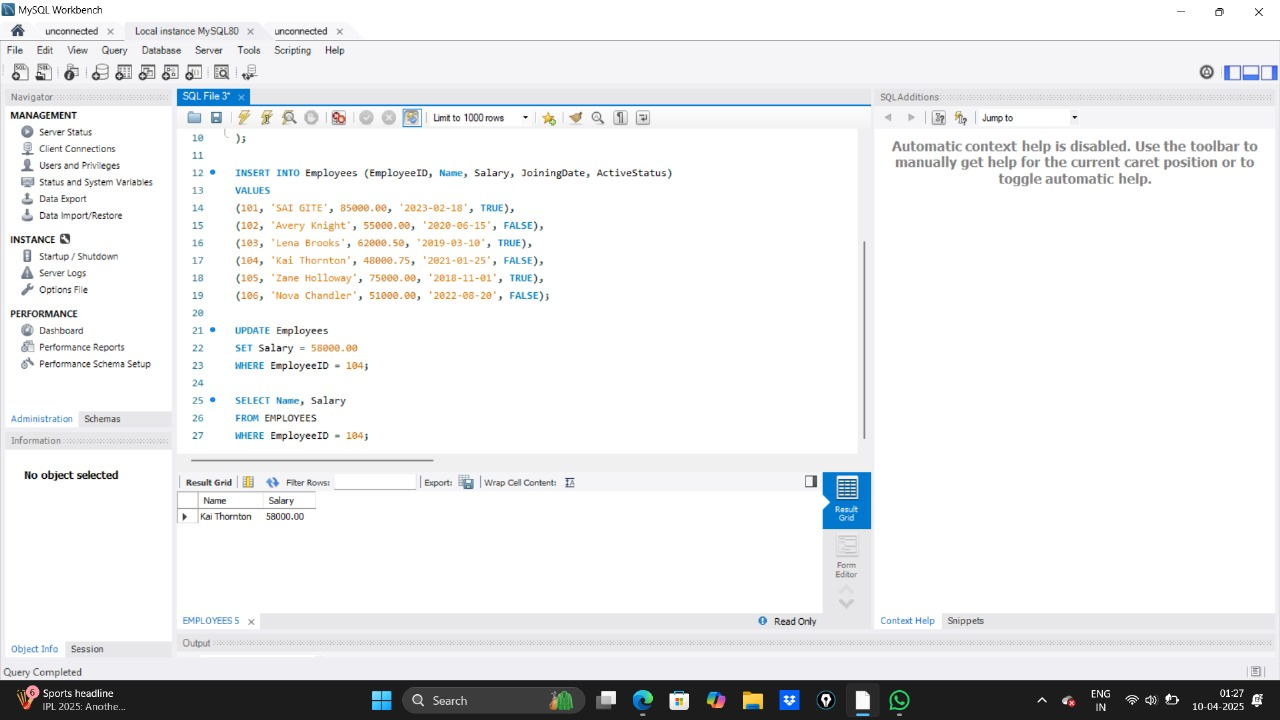 MySQL Workbench
unconnected
Local instance MySQL80
unconnected
File Edit View Query Database Server Tools Scripting Help
Navigator
MANAGEMENT
Server Status
Client Connections
Users and Privileges
Status and System Variables
Data Export
Data Import/Restore
INSTANCE
Startup / Shutdown
Server Logs
Options File
PERFORMANCE
Dashboard
Performance Reports
Performance Schema Setup
Administration Schemas
Information
No object selected
Object Info Session
Query Completed
SQL File 3*
Limit to 1000 rows
10 );
11
12 INSERT INTO Employees (EmployeeID, Name, Salary, JoiningDate, ActiveStatus)
13 VALUES
14 (101, 'SAI GITE', 85000.00, '2023-02-18', TRUE),
15 (102, 'Avery Knight', 55000.00, '2020-06-15', FALSE),
16 (103, 'Lena Brooks', 62000.50, '2019-03-10', TRUE),
17 (104, 'Kai Thornton', 48000.75, '2021-01-25', FALSE),
18 (105, 'Zane Holloway', 75000.00, '2018-11-01', TRUE),
19 (106, 'Nova Chandler', 51000.00, '2022-08-20', FALSE);
20
21 UPDATE Employees
22 SET Salary = 58000.00
23 WHERE EmployeeID = 104;
24
25 SELECT Name, Salary
26 FROM EMPLOYEES
27 WHERE EmployeeID = 104;
Result Grid Filter Rows: Export: Wrap Cell Content:
Name Salary
Kai Thornton 58000.00
Result
Grid
Form
Editor
EMPLOYEES 5
Read Only
Output
SQLAdditions
Jump to
Automatic context help is disabled. Use the toolbar to
manually get help for the current caret position or to
toggle automatic help.
Context Help Snippets
6
Sports headline
IPL 2025: Anothe...
Search
ENG
IN
01:27
10-04-2025